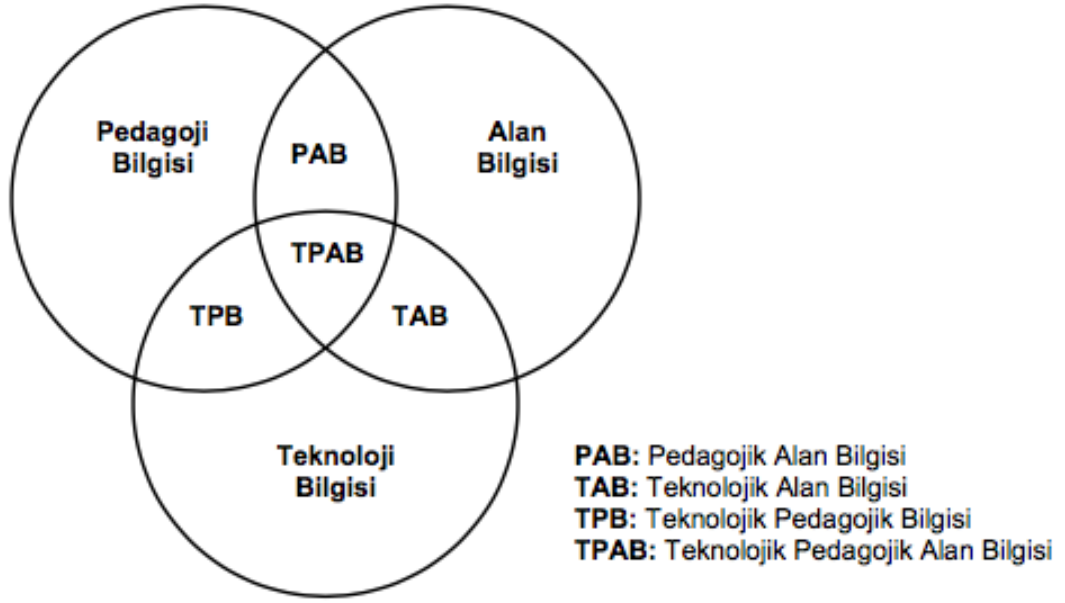 Pedagoji
Bilgisi
PAB
Alan
Bilgisi
TPAB
TPB
TAB
Teknoloji
Bilgisi
PAB: Pedagojik Alan Bilgisi
TAB: Teknolojik Alan Bilgisi
TPB: Teknolojik Pedagojik Bilgisi
TPAB: Teknolojik Pedagojik Alan Bilgisi